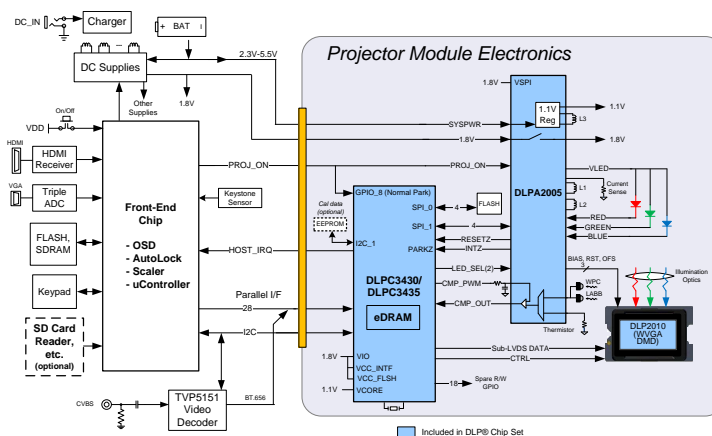 DC_IN
Charger
+ BAT
DC Supplies
2.3V-5.5V
Other
Supplies
1.8V
On/Off
VDD
HDMI
HDMI
Receiver
VGA
Triple
ADC
FLASH,
SDRAM
Keypad
SD Card
Reader,
etc.
(optional)
CVBS
Front-End
Chip
- OSD
- AutoLock
- Scaler
- uController
TVP5151
Video
Decoder
BT.656
PROJ_ON
Keystone
Sensor
HOST_IRQ
Parallel I/F
28
I2C
Projector Module Electronics
1.8V
VSPI
1.1V
Reg
1.1V
L3
SYSPWR
1.8V
1.8V
PROJ_ON
DLPA2005
VLED
Current
Sense
L1
L2
RED
GREEN
BLUE
GPIO_8 (Normal Park)
Cal data
(optional)
EEPROM
SPI_0
4
FLASH
SPI_1
4
I2C_1
RESETZ
PARKZ
INTZ
DLPC3430/
DLPC3435
eDRAM
LED_SEL(2)
CMP_PWM
CMP_OUT
BIAS, RST, OFS
3
WPC
LABB
Thermistor
Illumination
Optics
DLP2010
(WVGA
DMD)
Sub-LVDS DATA
CTRL
1.8V
VIO
VCC_INTF
VCC_FLSH
1.1V
VCORE
18
Spare R/W
GPIO
Included in DLP® Chip Set